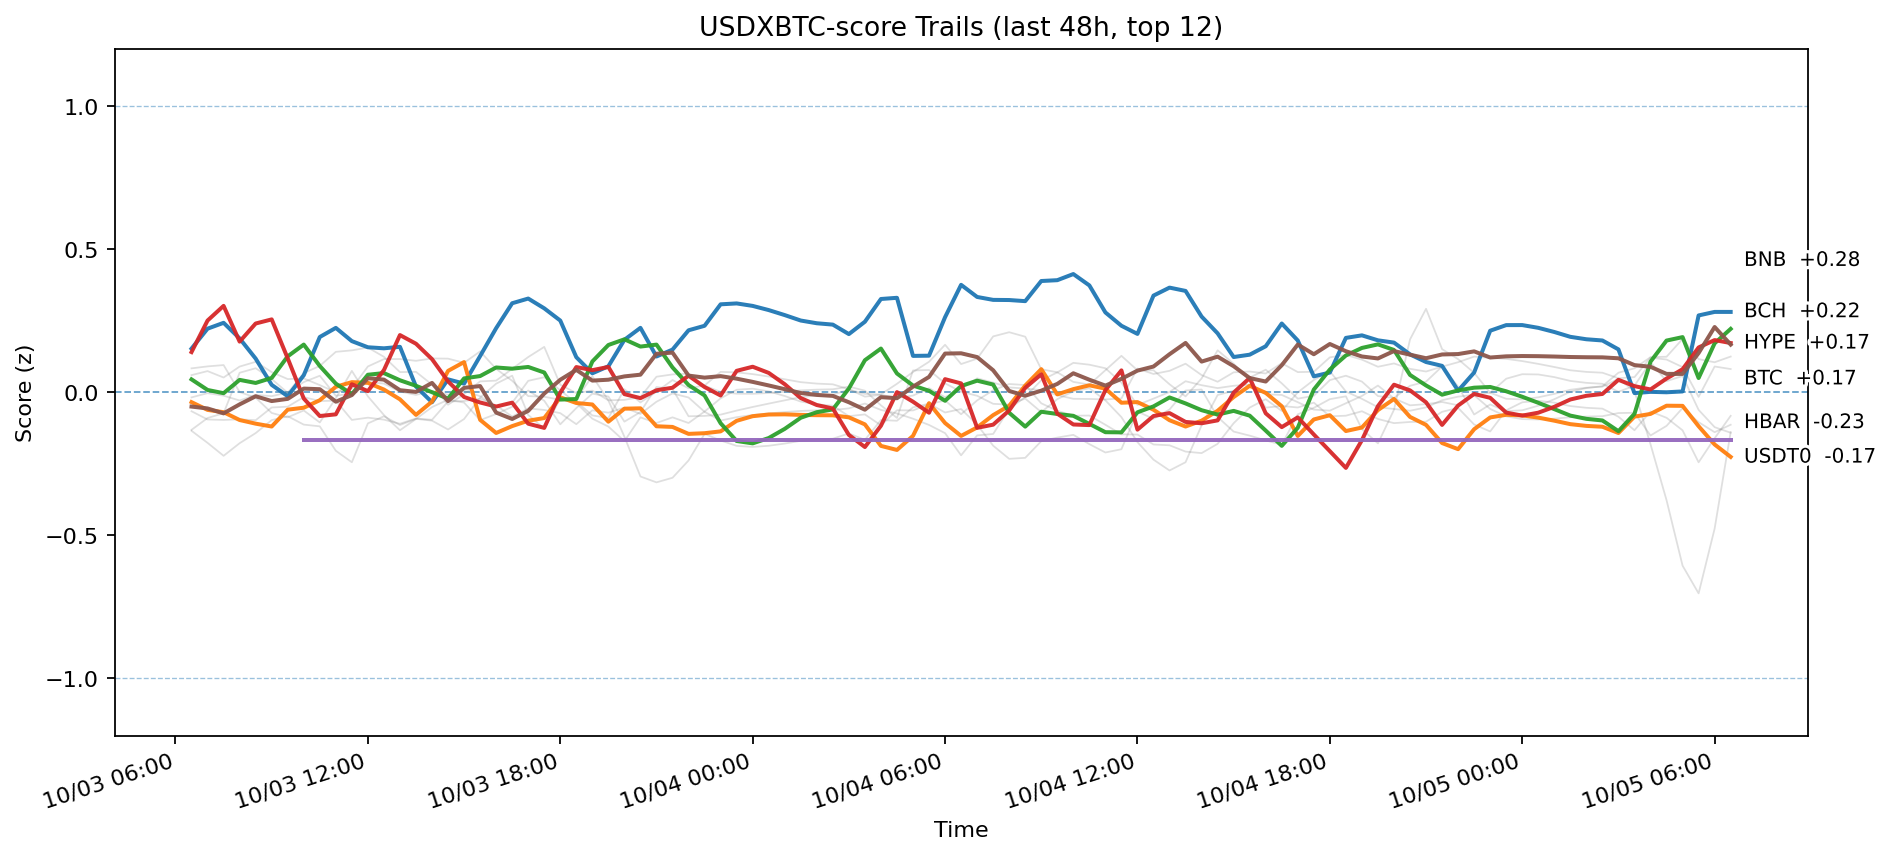 USDXBTC-score Trails (last 48h, top 12)
Score (z)
1.0
0.5
0.0
−0.5
−1.0
BNB +0.28
BCH +0.22
HYPE +0.17
BTC +0.17
HBAR -0.23
USDT0 -0.17
10/03 06:00
10/03 12:00
10/03 18:00
10/04 00:00
10/04 06:00
10/04 12:00
10/04 18:00
10/05 00:00
10/05 06:00
Time